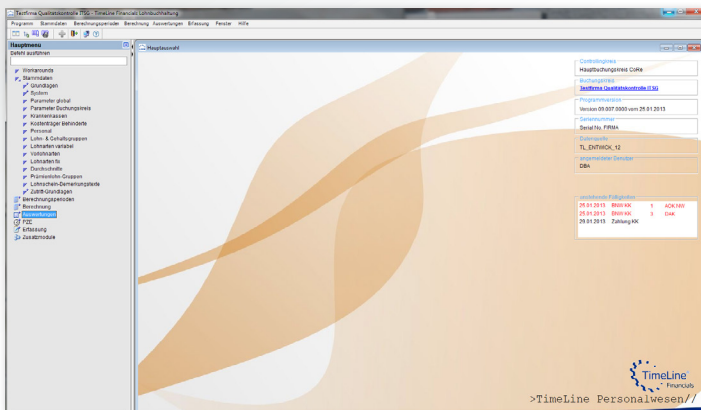 Testfirma Qualitätskontrolle ITSG - TimeLine Financials Lohnbuchhaltung
Programm Stammdaten Berechnungsperioden Berechnung Auswertungen Erfassung Fenster Hilfe
Hauptmenü
Befehl ausführen
Workarounds
Stammdaten
Grundlagen
System
Parameter global
Parameter Buchungskreis
Krankenkassen
Kostenträger Behinderte
Personal
Lohn- & Gehaltsgruppen
Lohnarten variabel
Vorlohnarten
Lohnarten fix
Durchschnitte
Prämienlohn-Gruppen
Lohnschein-Bemerkungstexte
Zutritt-Grundlagen
Berechnungsperioden
Berechnung
Auswertungen
PZE
Erfassung
Zusatzmodule
Hauptauswahl
Controllingkreis
Hauptbuchungskreis CoRe
Buchungskreis
Testfirma Qualitätskontrolle ITSG
Programmversion
Version 09.007.0000 vom 25.01.2013
Seriennummer
Serial No. FIRMA
Datenquelle
TL_ENTWICK_12
angemeldeter Benutzer
DBA
anstehende Fälligkeiten
25.01.2013 BNW KK 1 AOK NW
25.01.2013 BNW KK 3 DAK
29.01.2013 Zahlung KK
TimeLine
Financials
>TimeLine Personalwesen//